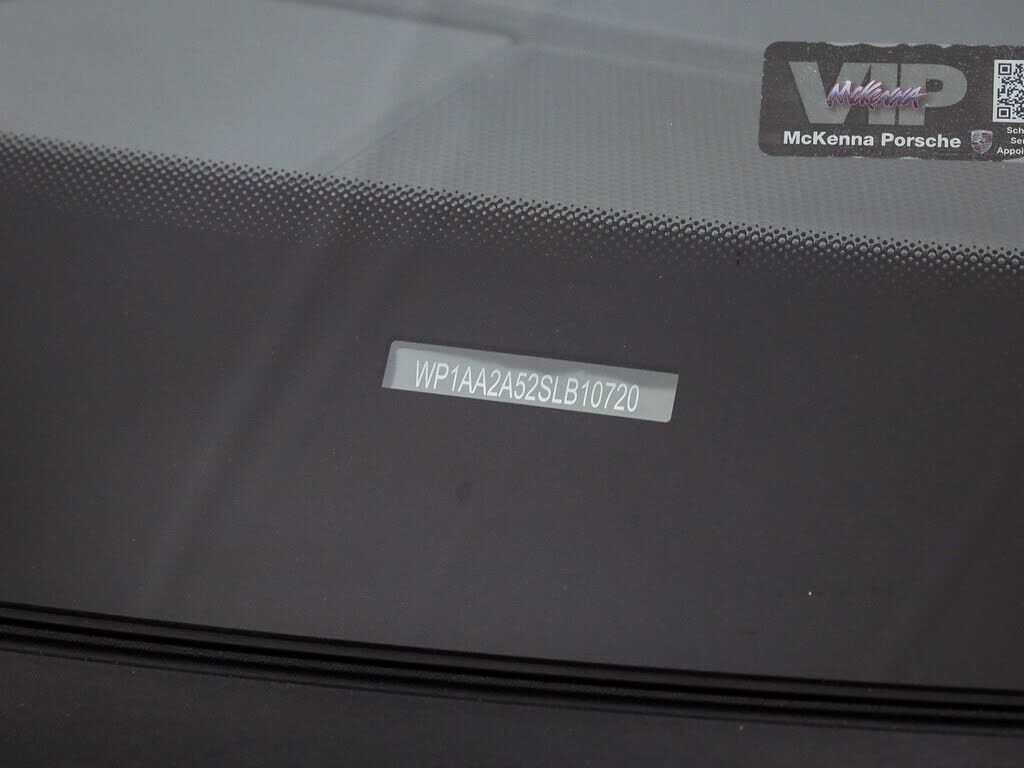 VIP
McKenna
McKenna Porsche
WP1AA2A52SLB10720